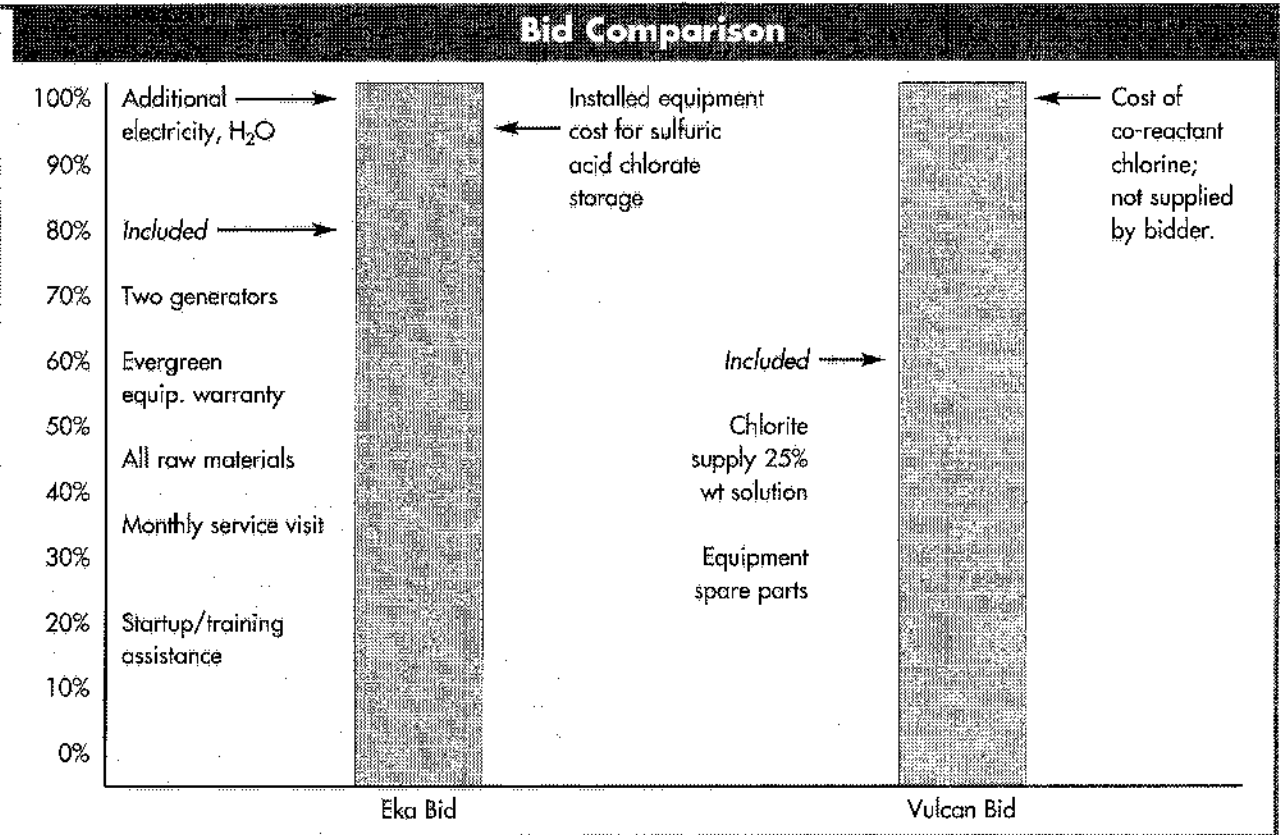 Bid Comparison
100%
90%
80%
70%
60%
50%
40%
30%
20%
10%
0%
Additional
electricity, H₂O
Included
Two generators
Evergreen
equip. warranty
All raw materials
Monthly service visit
Startup/training
assistance
Installed equipment
cost for sulfuric
acid chlorate
storage
Included
Chlorite
supply 25%
wt solution
Equipment
spare parts
Cost of
co-reactant
chlorine;
not supplied
by bidder.
Eka Bid
Vulcan Bid